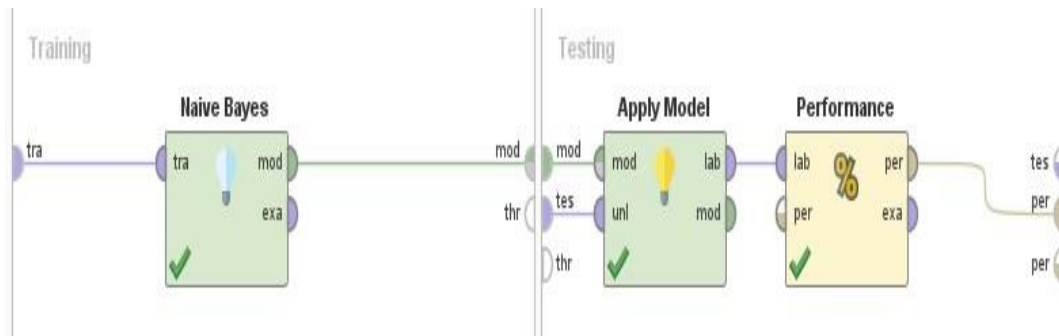 Training
Testing
Naive Bayes
Apply Model
Performance
tra
tra
mod
mod
mod
mod
lab
lab
per
tes
exa
thr
tes
unl
mod
per
exa
per
thr
per
%